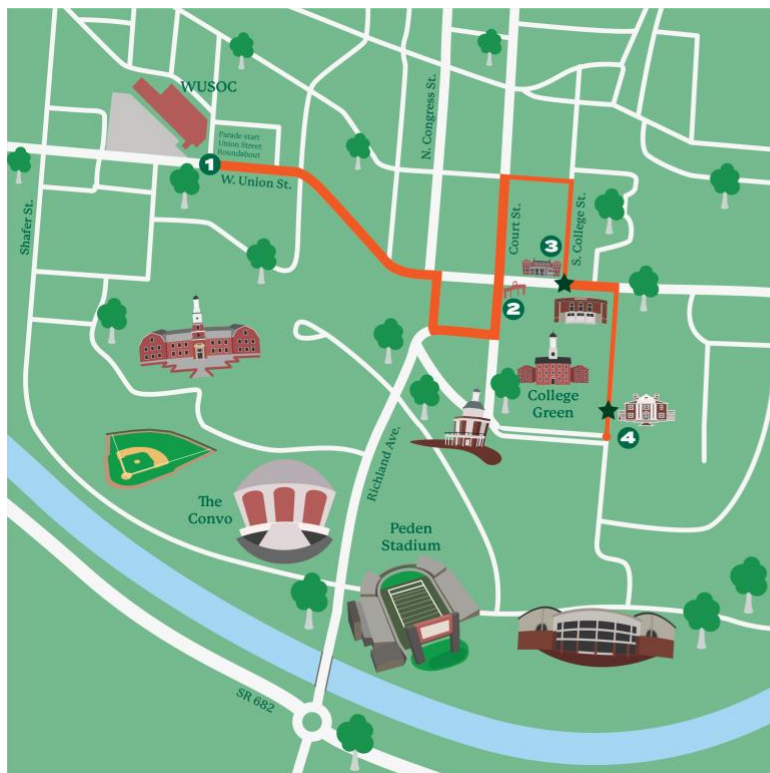 WUSOC
Parade start
Union Street
Roundabout
1
W. Union St.
N. Congress St.
Court St.
S. College St.
Shafer St.
3
2
College
Green
4
Richland Ave.
The
Convo
Peden
Stadium
SR 682